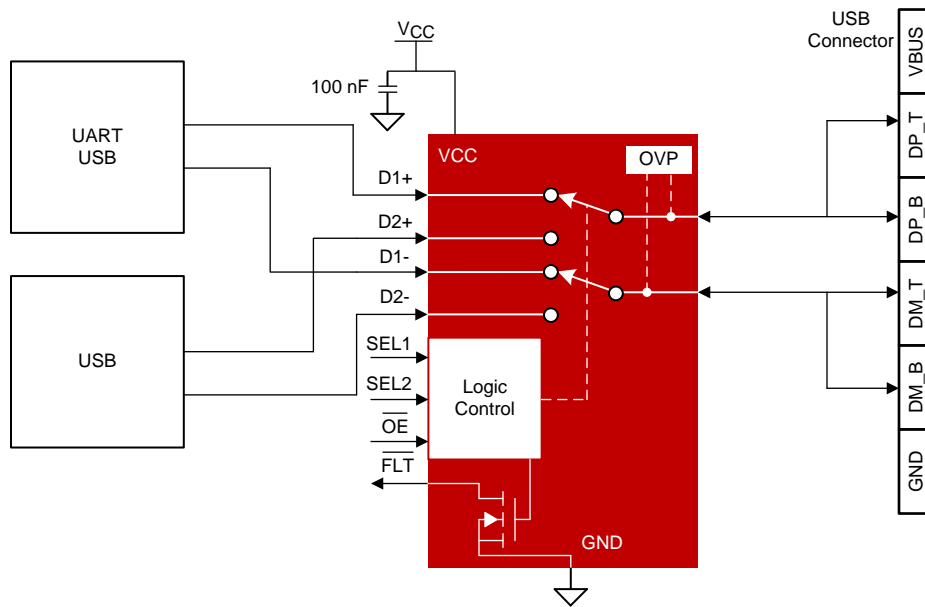 USB
Connector
VCC
100 nF
UART
USB
VCC
OVP
D1+
D2+
D1-
D2-
USB
SEL1
SEL2
OE
FLT
Logic
Control
GND
VBUS
DP_T
DP_B
DM_T
DM_B
GND